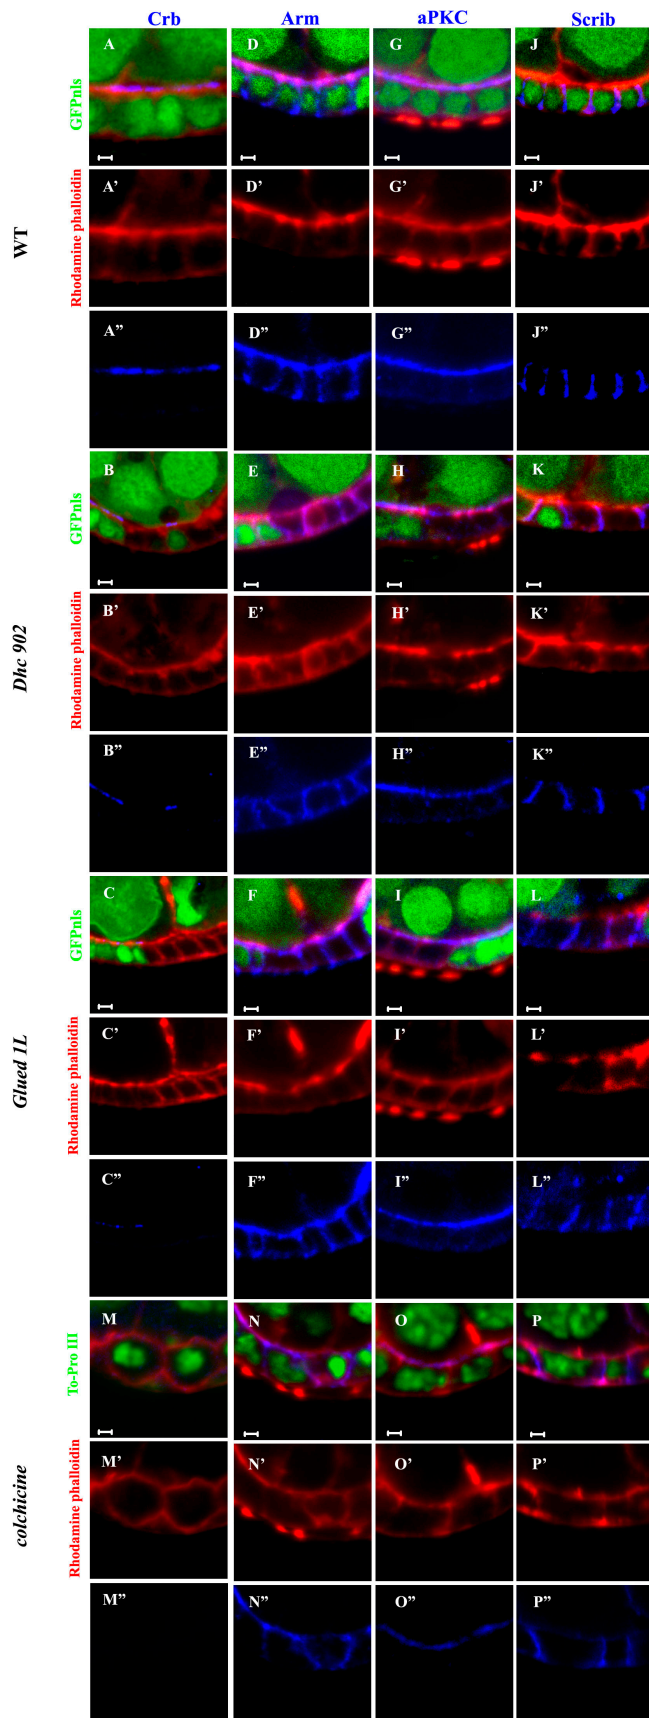 Crb Arm aPKC Scrib
WT
GFPnls
A D G J
Rhodamine phalloidin
A’ D’ G’ J’
A” D” G” J”
Dhc 902
GFPnls
B E H K
Rhodamine phalloidin
B’ E’ H’ K’
B” E” H” K”
Glued 1L
GFPnls
C F I L
Rhodamine phalloidin
C’ F’ I’ L’
C” F” I” L”
colchicine
To-Pro III
M N O P
Rhodamine phalloidin
M’ N’ O’ P’
M” N” O” P”